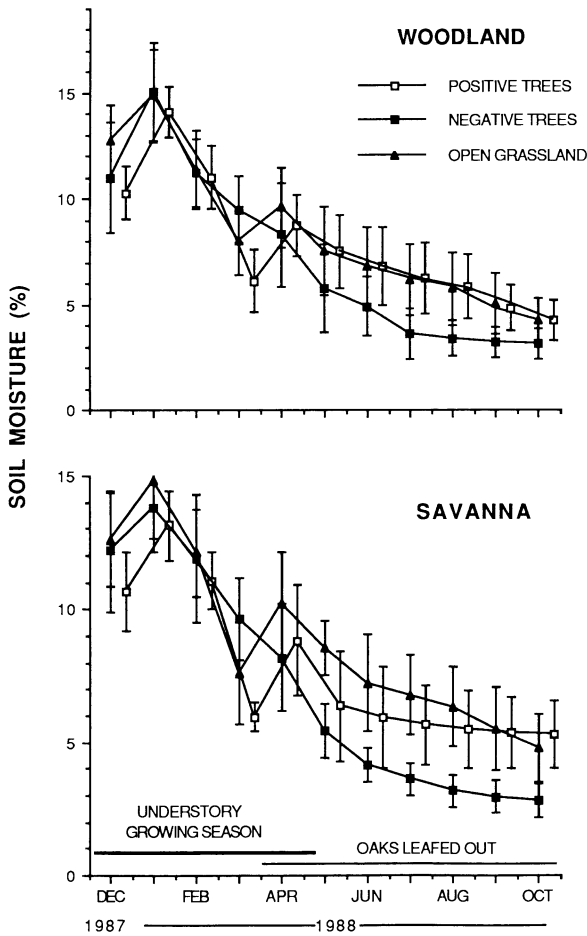 WOODLAND
POSITIVE TREES
NEGATIVE TREES
OPEN GRASSLAND
15
10
5
0
SOIL MOISTURE (%)
15
SAVANNA
10
5
UNDERSTORY
GROWING SEASON
OAKS LEAFED OUT
0
DEC FEB APR JUN AUG OCT
1987 1988